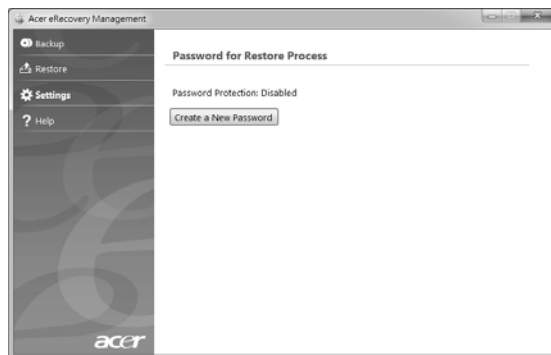 Acer eRecovery Management
Backup
Restore
Settings
Help
Password for Restore Process
Password Protection: Disabled
Create a New Password
acer